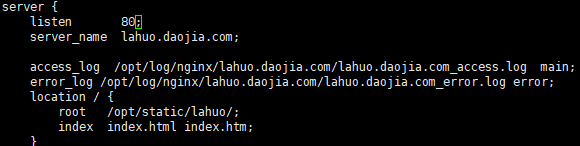 server {
    listen       80;
    server_name  lahuo.daojia.com;

    access_log  /opt/log/nginx/lahuo.daojia.com/lahuo.daojia.com_access.log  main;
    error_log /opt/log/nginx/lahuo.daojia.com/lahuo.daojia.com_error.log error;
    location / {
        root   /opt/static/lahuo/;
        index  index.html index.htm;
    }